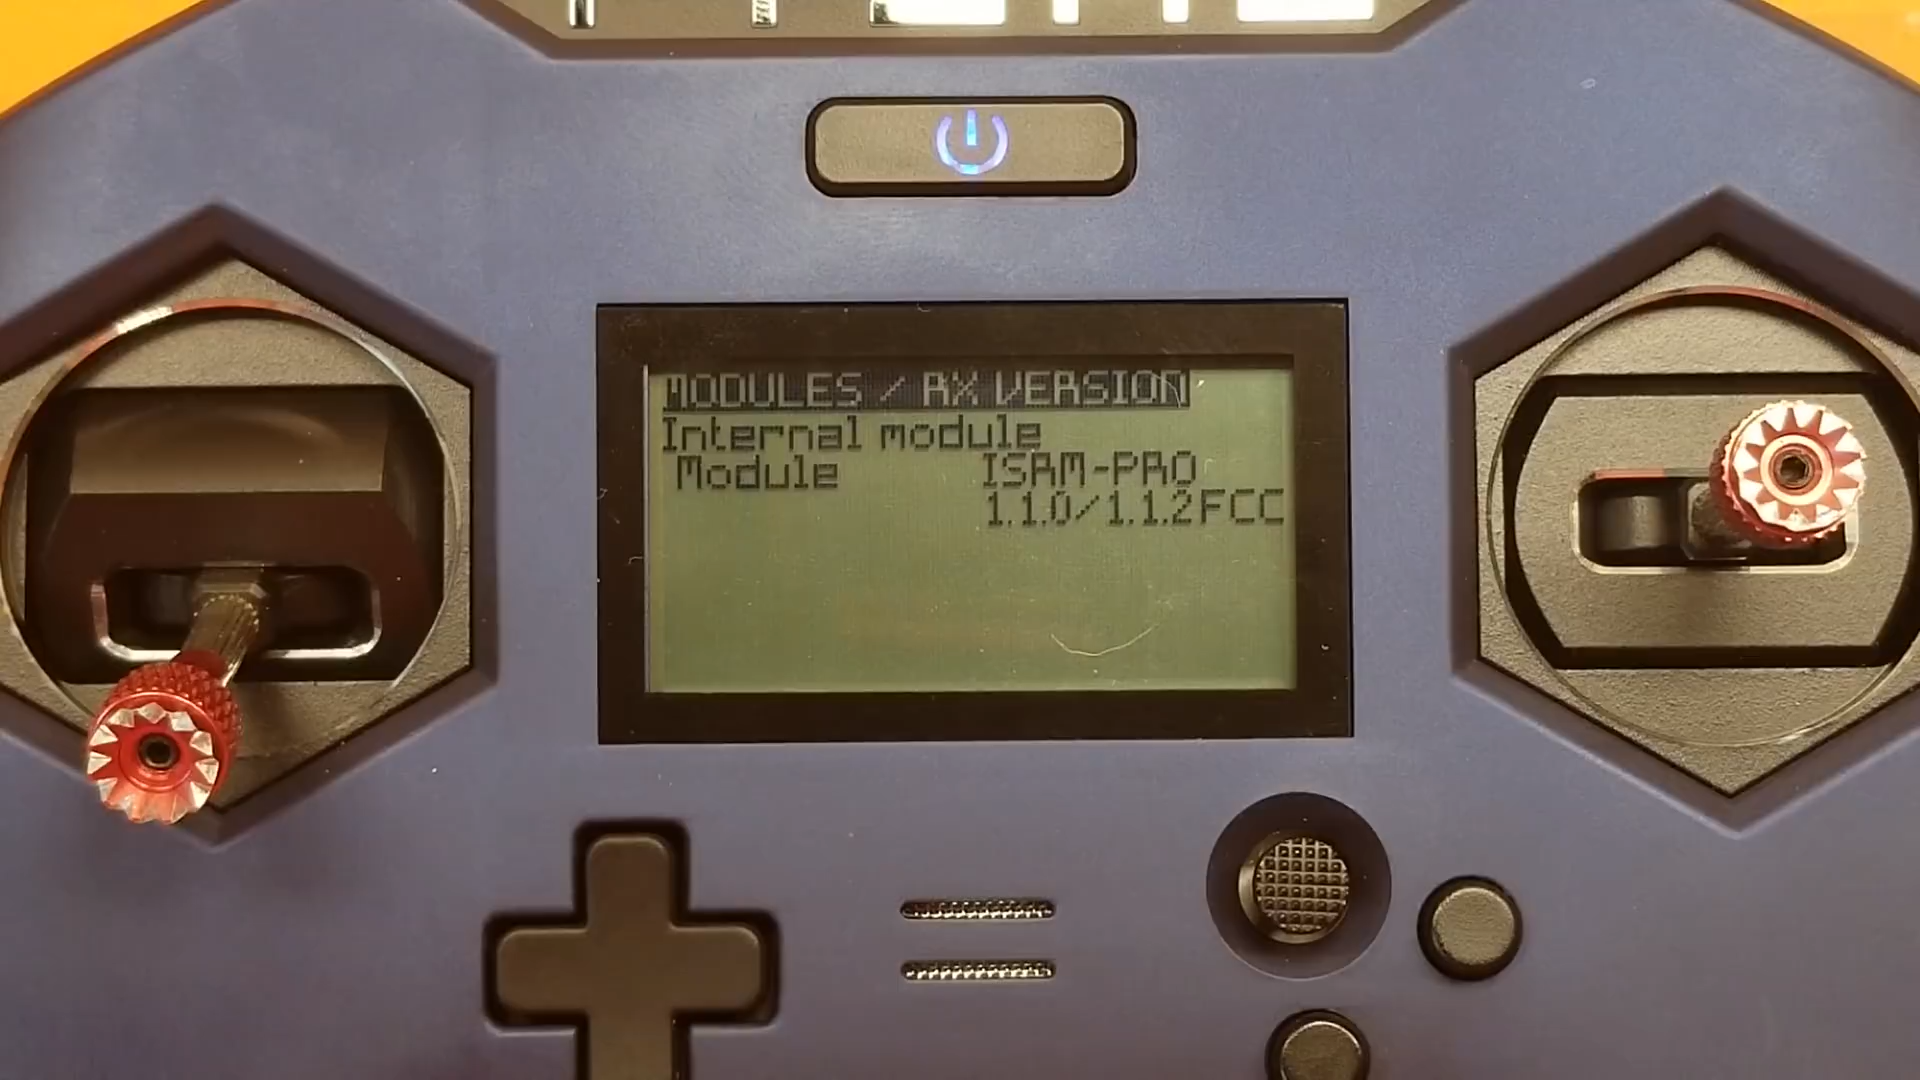 MODULES / RX VERSION
Internal module
Module ISRM-PRO
1.1.0/1.1.2FCC